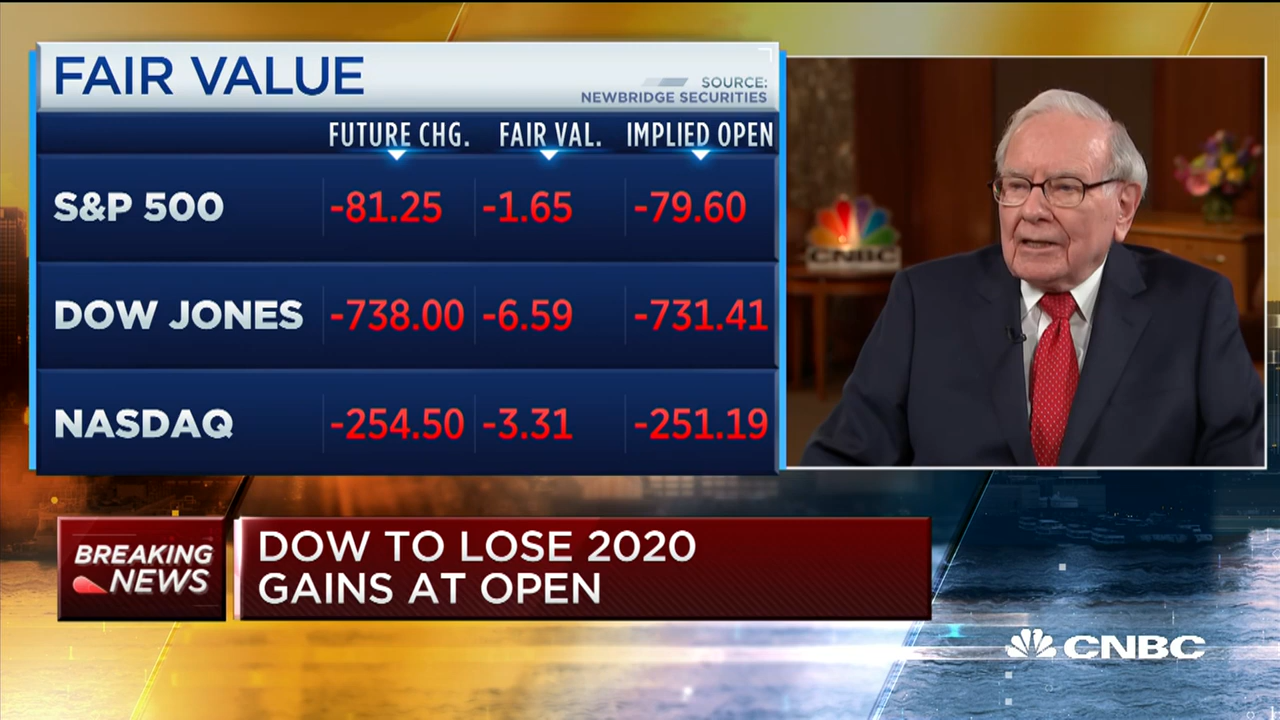 FAIR VALUE
SOURCE:
NEWBRIDGE SECURITIES
FUTURE CHG. FAIR VAL. IMPLIED OPEN
S&P 500 -81.25 -1.65 -79.60
DOW JONES -738.00 -6.59 -731.41
NASDAQ -254.50 -3.31 -251.19
CNBC
BREAKING
NEWS
DOW TO LOSE 2020
GAINS AT OPEN
CNBC